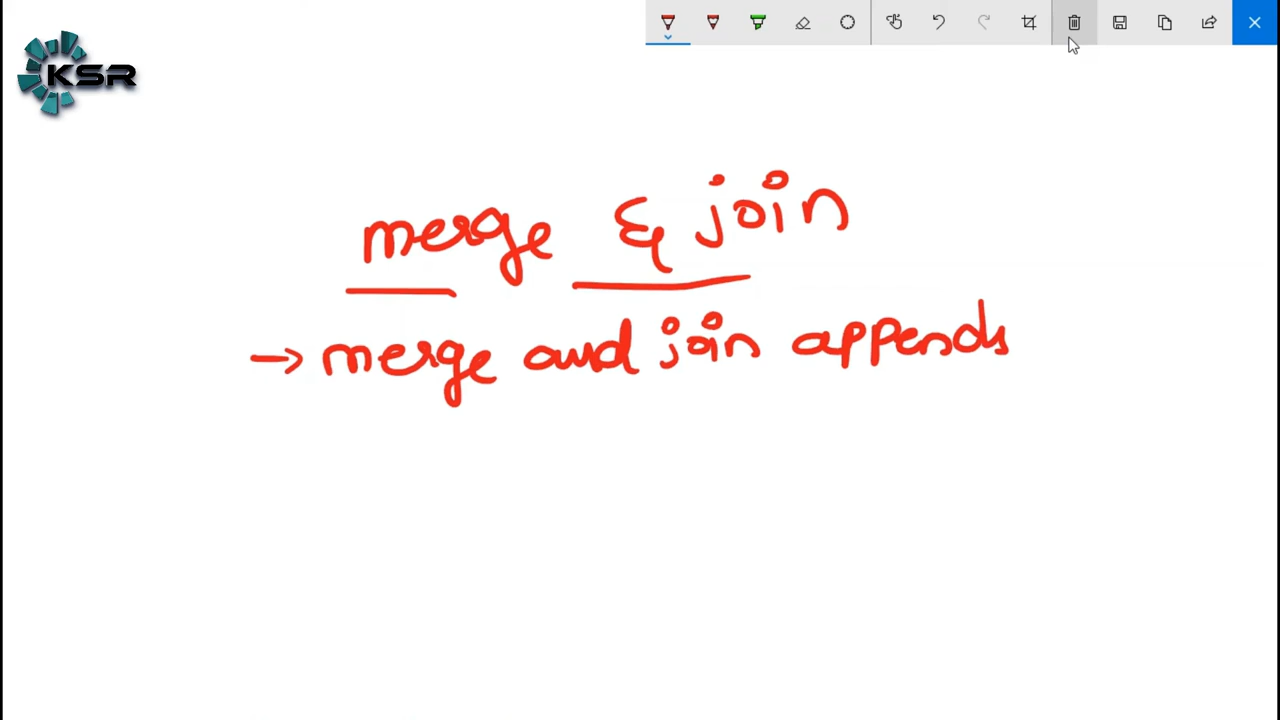 KSR
merge & join
→ merge and join appends